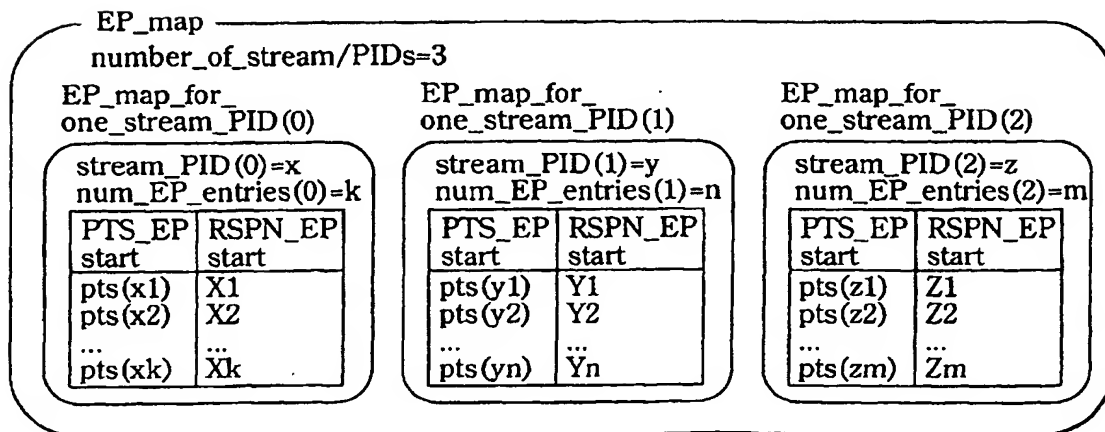 EP_map
number_of_stream/PIDs=3
EP_map_for_
one_stream_PID(0)
stream_PID(0)=x
num_EP_entries(0)=k
PTS_EP RSPN_EP
start start
pts(x1) X1
pts(x2) X2
... ...
pts(xk) Xk
EP_map_for_
one_stream_PID(1)
stream_PID(1)=y
num_EP_entries(1)=n
PTS_EP RSPN_EP
start start
pts(y1) Y1
pts(y2) Y2
... ...
pts(yn) Yn
EP_map_for_
one_stream_PID(2)
stream_PID(2)=z
num_EP_entries(2)=m
PTS_EP RSPN_EP
start start
pts(z1) Z1
pts(z2) Z2
... ...
pts(zm) Zm